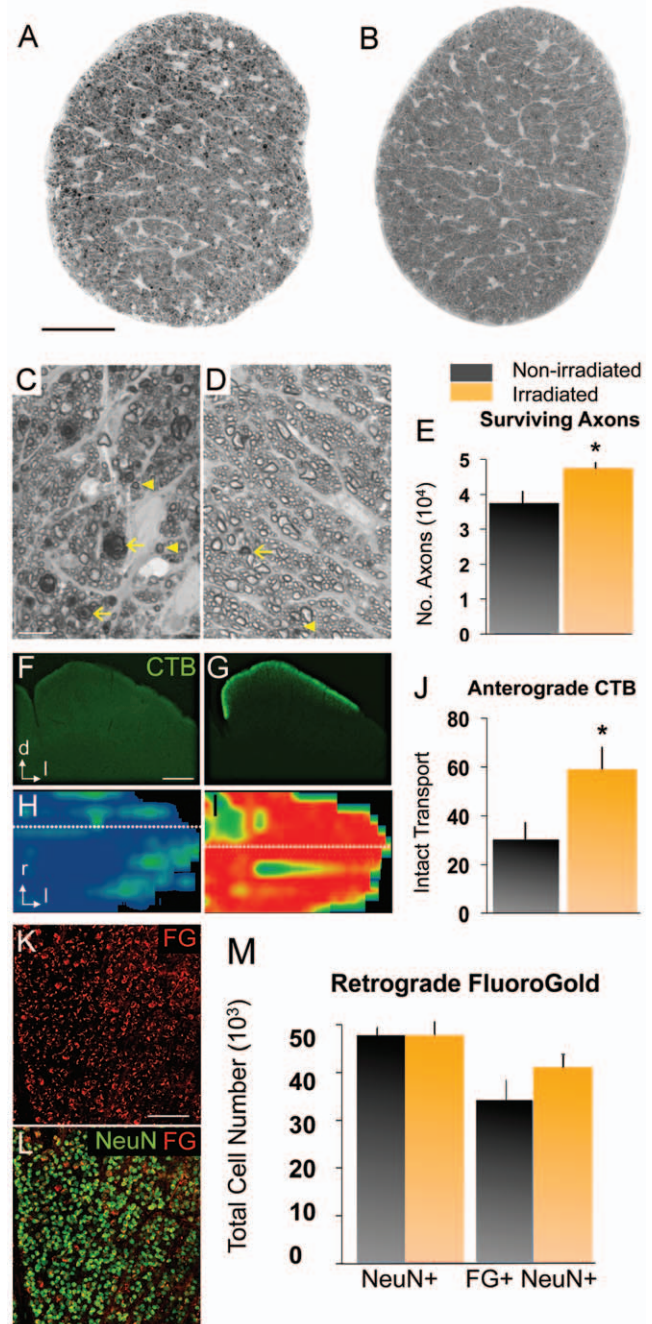 A
B
C
D
Non-irradiated
Irradiated
E
Surviving Axons
*
5
4
3
2
1
0
No. Axons (10⁴)
F
CTB
d
l
G
J
Anterograde CTB
*
80
60
40
20
0
Intact Transport
H
r
l
I
K
FG
L
NeuN FG
M
Retrograde FluoroGold
50
40
30
20
10
0
Total Cell Number (10³)
NeuN+
FG+ NeuN+